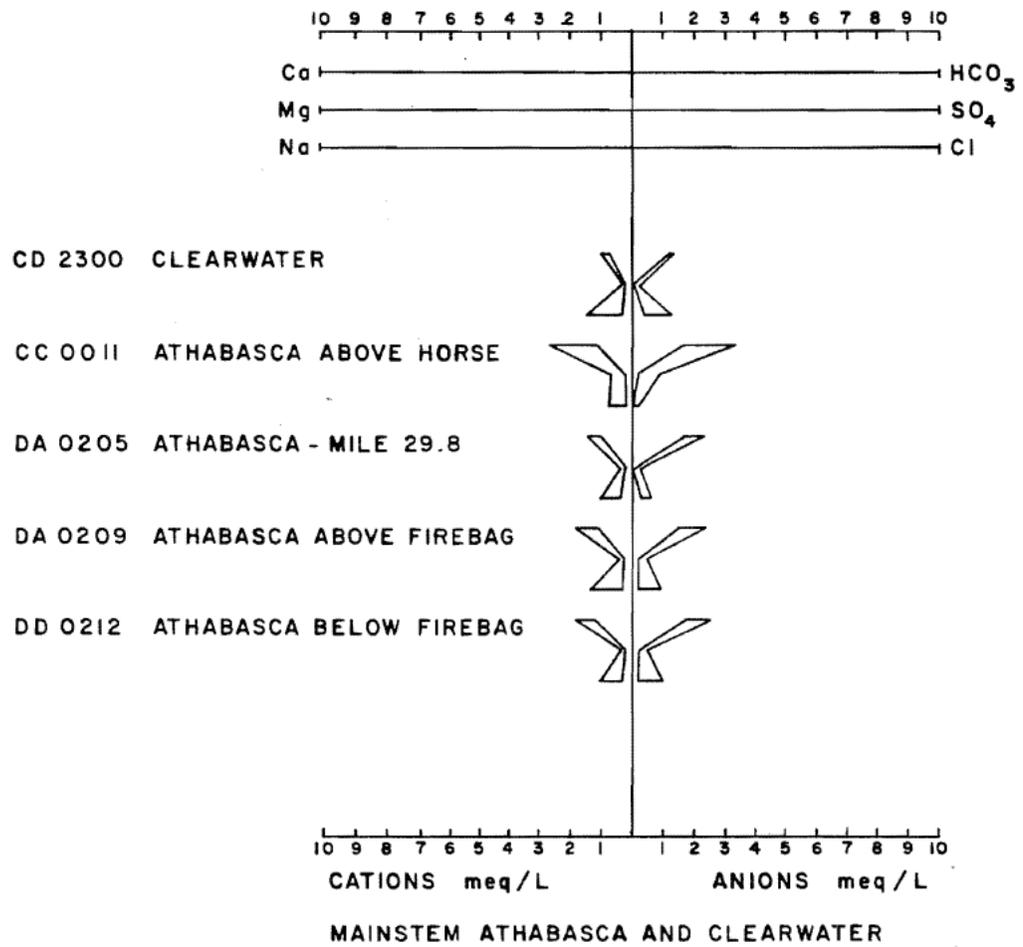 10 9 8 7 6 5 4 3 2 1 1 2 3 4 5 6 7 8 9 10
Ca HCO₃
Mg SO₄
Na Cl
CD 2300 CLEARWATER
CC 0011 ATHABASCA ABOVE HORSE
DA 0205 ATHABASCA - MILE 29.8
DA 0209 ATHABASCA ABOVE FIREBAG
DD 0212 ATHABASCA BELOW FIREBAG
10 9 8 7 6 5 4 3 2 1 1 2 3 4 5 6 7 8 9 10
CATIONS meq/L ANIONS meq/L
MAINSTEM ATHABASCA AND CLEARWATER